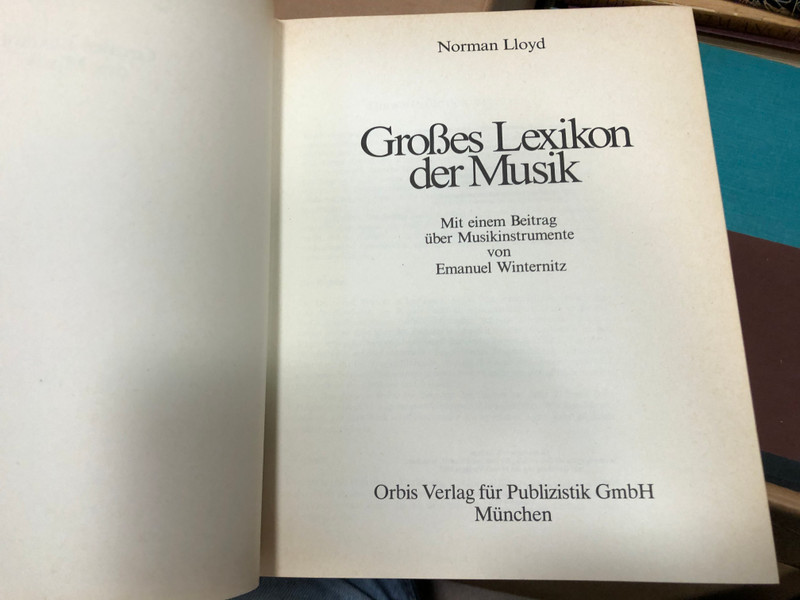 Norman Lloyd
Großes Lexikon
der Musik
Mit einem Beitrag
über Musikinstrumente
von
Emanuel Winternitz
Orbis Verlag für Publizistik GmbH
München